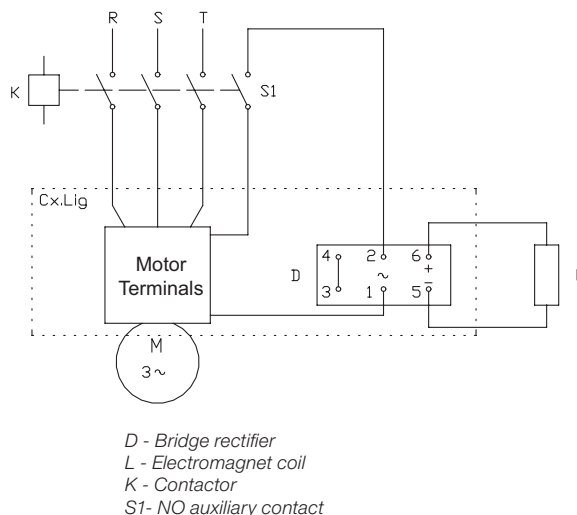 R S T
K
S1
Cx.Lig
Motor
Terminals
D
4 2 6
~ +
3 1 5 –
M
3~
D - Bridge rectifier
L - Electromagnet coil
K - Contactor
S1- NO auxiliary contact